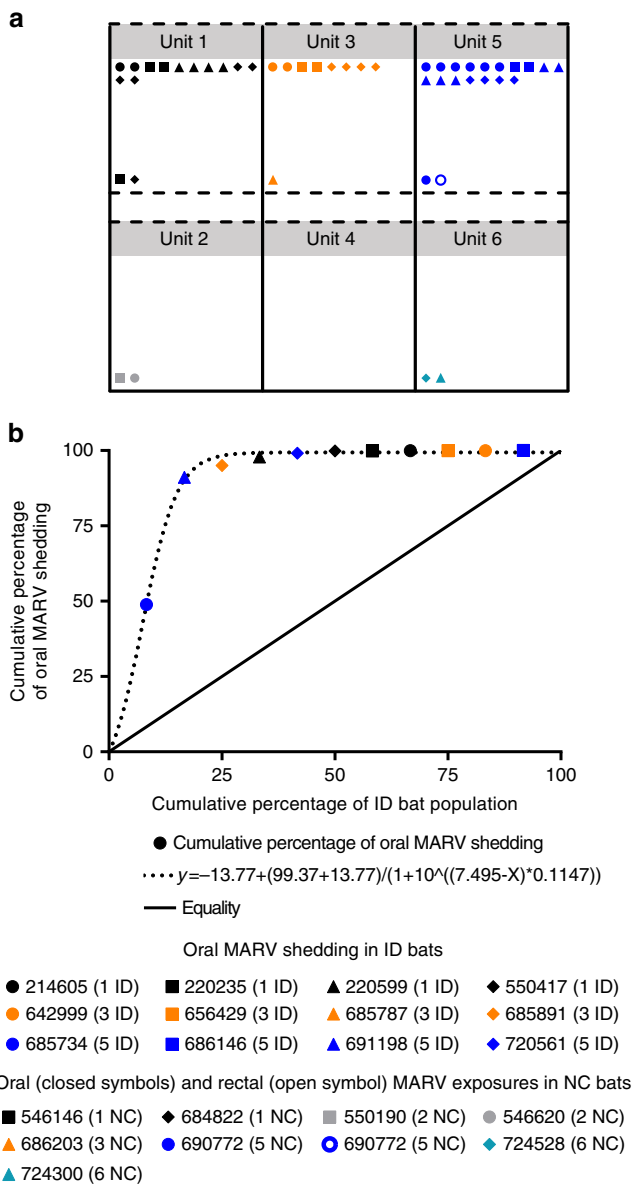 a
Unit 1
Unit 3
Unit 5
Unit 2
Unit 4
Unit 6
b
Cumulative percentage
of oral MARV shedding
100
75
50
25
0
0
25
50
75
100
Cumulative percentage of ID bat population
Cumulative percentage of oral MARV shedding
y=−13.77+(99.37+13.77)/(1+10^((7.495-X)*0.1147))
Equality
Oral MARV shedding in ID bats
214605 (1 ID) 220235 (1 ID) 220599 (1 ID) 550417 (1 ID)
642999 (3 ID) 656429 (3 ID) 685787 (3 ID) 685891 (3 ID)
685734 (5 ID) 686146 (5 ID) 691198 (5 ID) 720561 (5 ID)
Oral (closed symbols) and rectal (open symbol) MARV exposures in NC bats
546146 (1 NC) 684822 (1 NC) 550190 (2 NC) 546620 (2 NC)
686203 (3 NC) 690772 (5 NC) 690772 (5 NC) 724528 (6 NC)
724300 (6 NC)